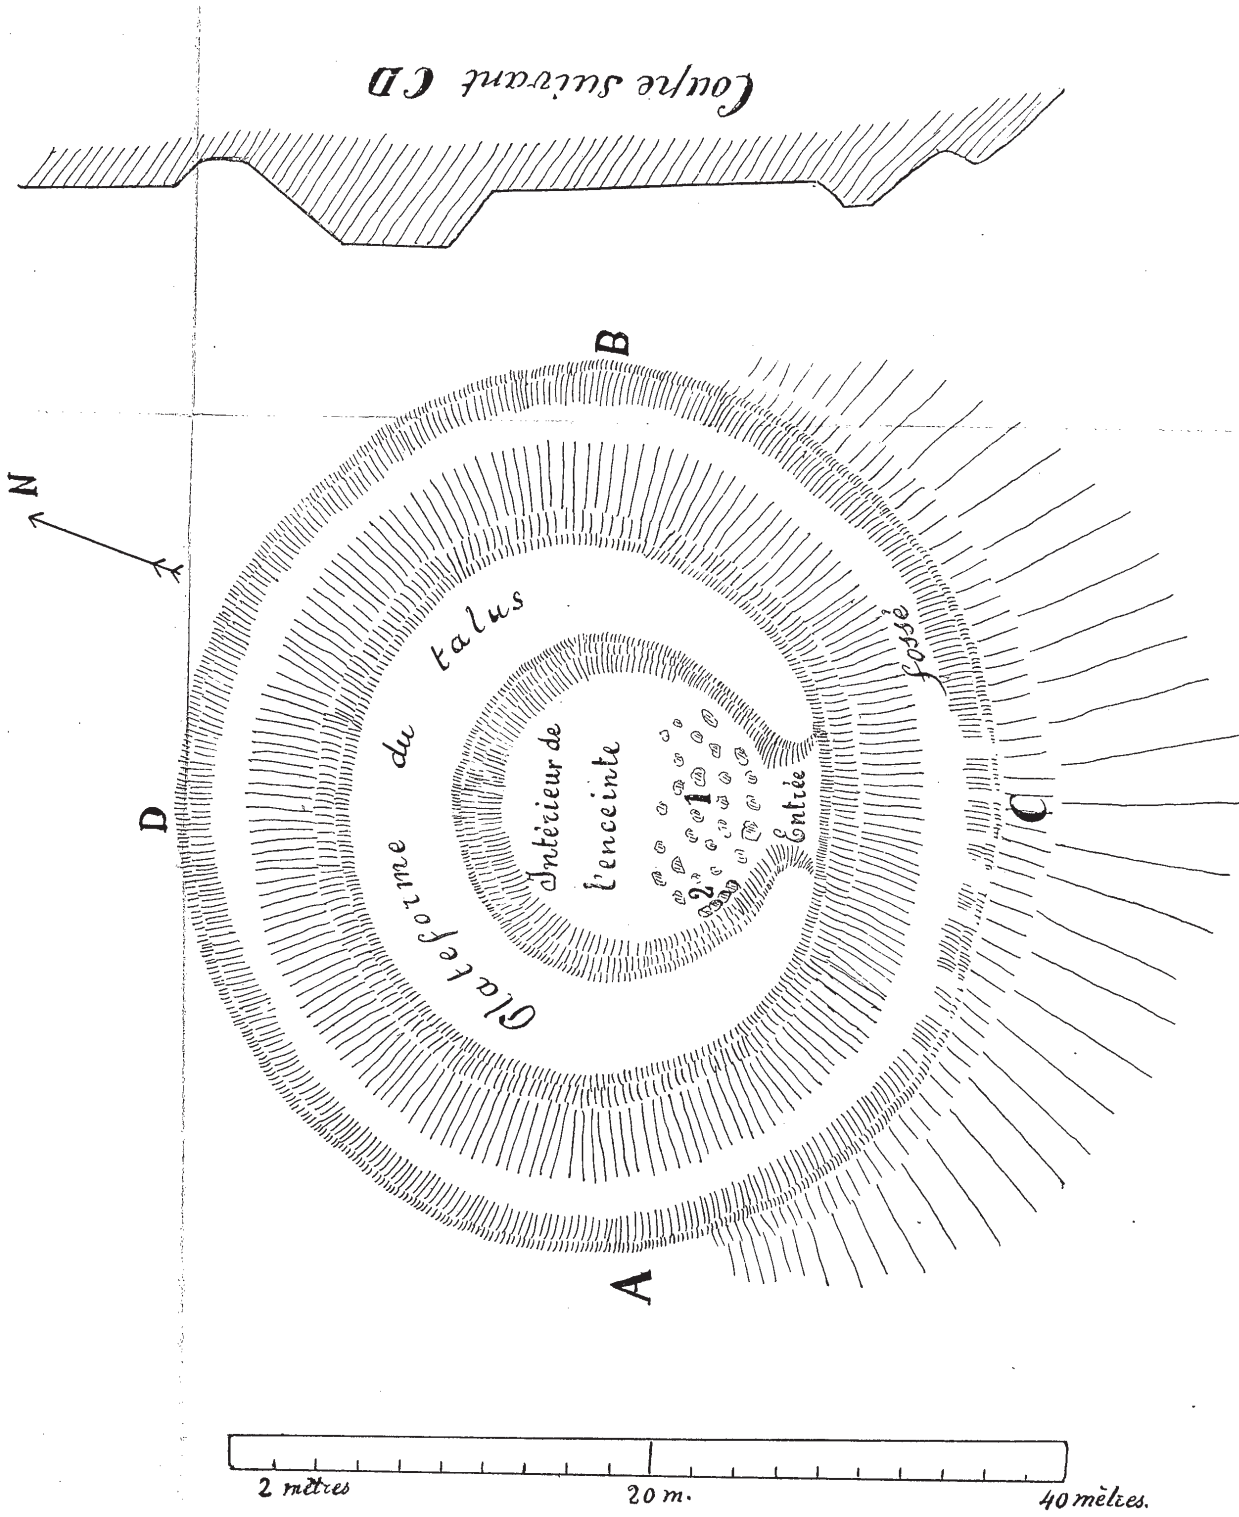 Coupe suivant CD
N
B
D
talus
du
Plateforme
fossé
Intérieur de
l'enceinte
1
2
Entrée
C
A
2 mètres
20 m.
40 mètres.